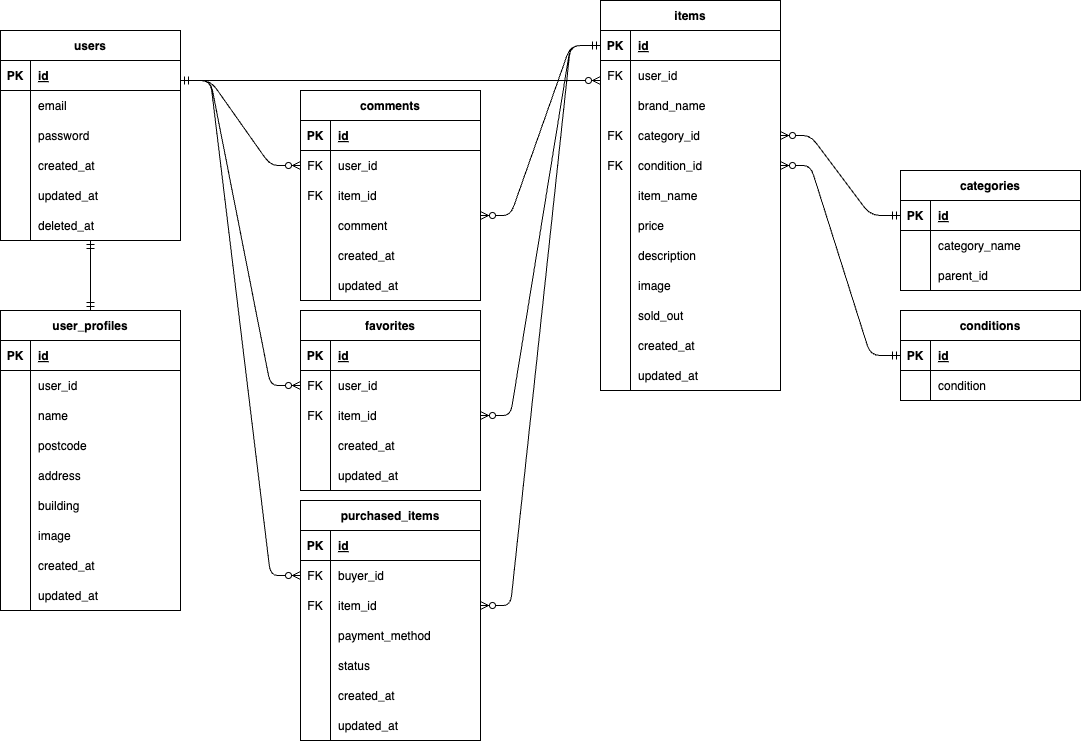 users
PK id
email
password
created_at
updated_at
deleted_at
user_profiles
PK id
user_id
name
postcode
address
building
image
created_at
updated_at
comments
PK id
FK user_id
FK item_id
comment
created_at
updated_at
favorites
PK id
FK user_id
FK item_id
created_at
updated_at
purchased_items
PK id
FK buyer_id
FK item_id
payment_method
status
created_at
updated_at
items
PK id
FK user_id
brand_name
FK category_id
FK condition_id
item_name
price
description
image
sold_out
created_at
updated_at
categories
PK id
category_name
parent_id
conditions
PK id
condition